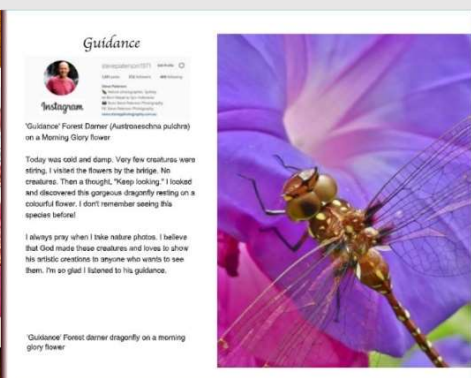 Guidance
stevepaterson1971
Instagram
'Guidance' Forest Darner (Austroaeschna pulchra)
on a Morning Glory flower
Today was cold and damp. Very few creatures were
stiring. I visited the flowers by the bridge. No
creatures. Then a thought, "Keep looking." I looked
and discovered this gorgeous dragonfly resting on a
colourful flower. I don't remember seeing this
species before!
I always pray when I take nature photos. I believe
that God made these creatures and loves to show
his artistic creations to anyone who wants to see
them. I'm so glad I listened to his guidance.
'Guidance' Forest darner dragonfly on a morning
glory flower